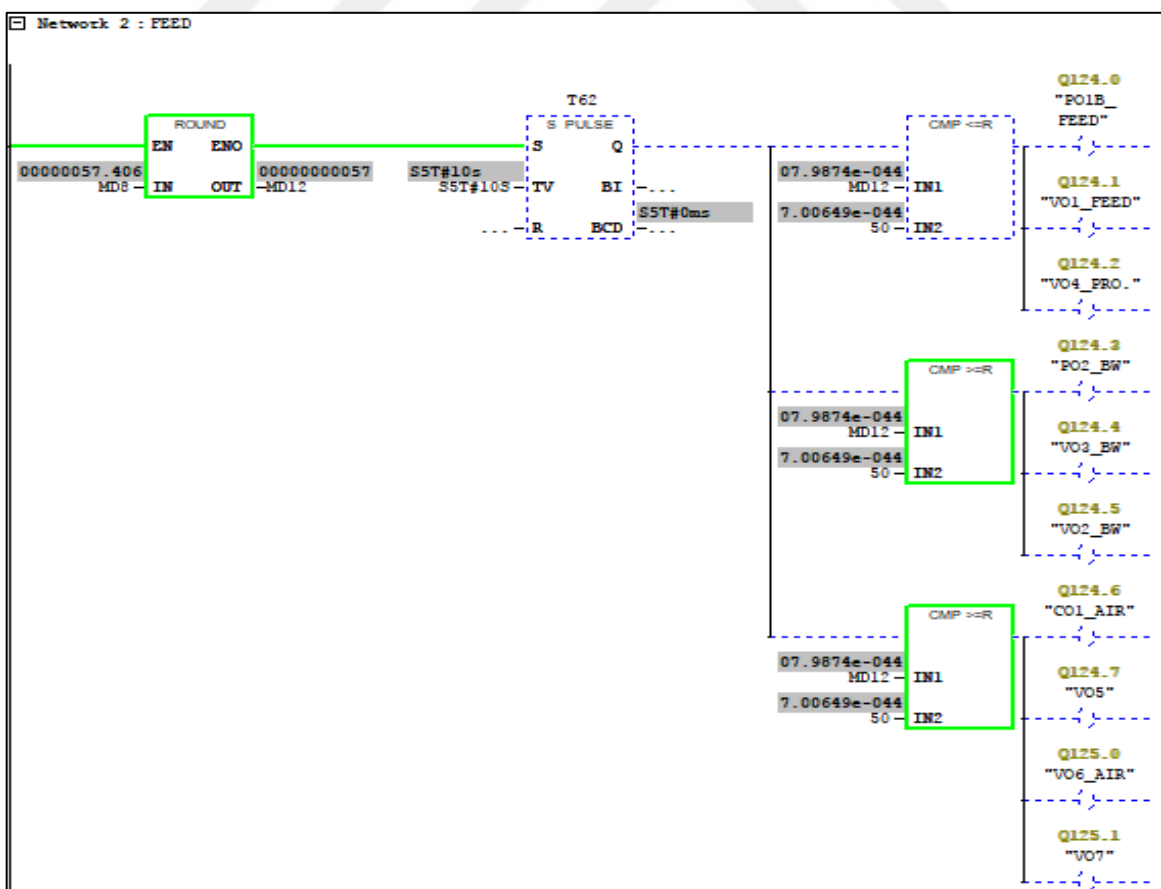 Network 2 : FEED
T62
ROUND
EN ENO
00000057.406
MD8 IN OUT MD12
00000000057
S PULSE
S Q
S5T#10s
S5T#10S TV BI ...
S5T#0ms
... R BCD ...
CMP <=R
07.9874e-044
MD12 IN1
7.00649e-044
50 IN2
Q124.0
"PO1B_
FEED"
Q124.1
"VO1_FEED"
Q124.2
"VO4_PRO."
CMP >=R
07.9874e-044
MD12 IN1
7.00649e-044
50 IN2
Q124.3
"PO2_BW"
Q124.4
"VO3_BW"
Q124.5
"VO2_BW"
CMP >=R
07.9874e-044
MD12 IN1
7.00649e-044
50 IN2
Q124.6
"CO1_AIR"
Q124.7
"VO5"
Q125.0
"VO6_AIR"
Q125.1
"VO7"